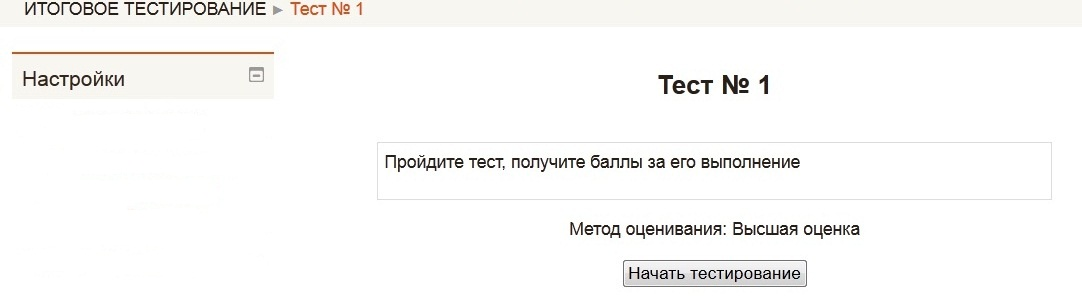 ИТОГОВОЕ ТЕСТИРОВАНИЕ ► Тест № 1
Настройки
Тест № 1
Пройдите тест, получите баллы за его выполнение
Метод оценивания: Высшая оценка
Начать тестирование